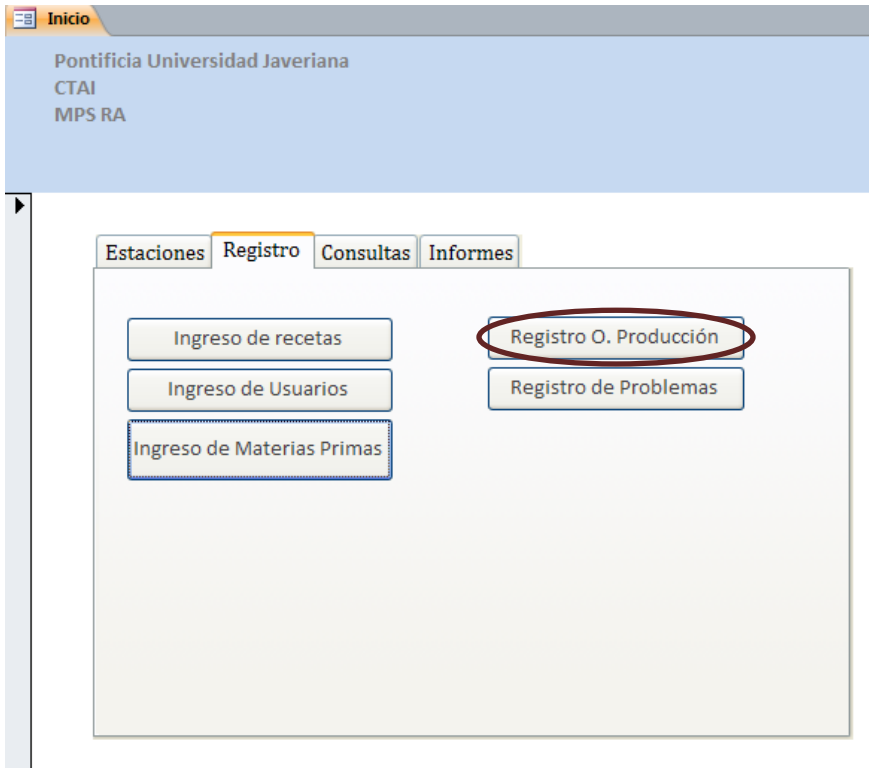 Inicio
Pontificia Universidad Javeriana
CTAI
MPS RA
Estaciones Registro Consultas Informes
Ingreso de recetas
Registro O. Producción
Ingreso de Usuarios
Registro de Problemas
Ingreso de Materias Primas